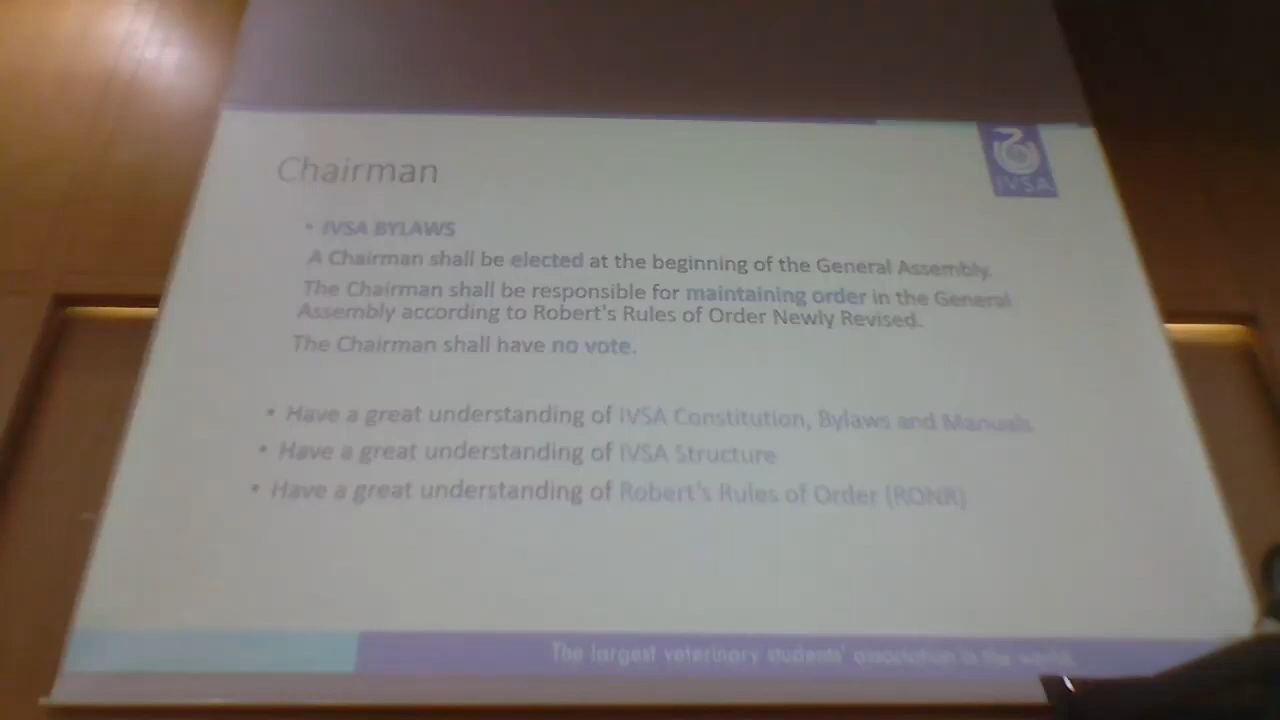 Chairman
IVSA
• IVSA BYLAWS
A Chairman shall be elected at the beginning of the General Assembly.
The Chairman shall be responsible for maintaining order in the General
Assembly according to Robert's Rules of Order Newly Revised.
The Chairman shall have no vote.
• Have a great understanding of IVSA Constitution, Bylaws and Manuals
• Have a great understanding of IVSA Structure
• Have a great understanding of Robert's Rules of Order (RONR)
The largest veterinary students' association in the world.